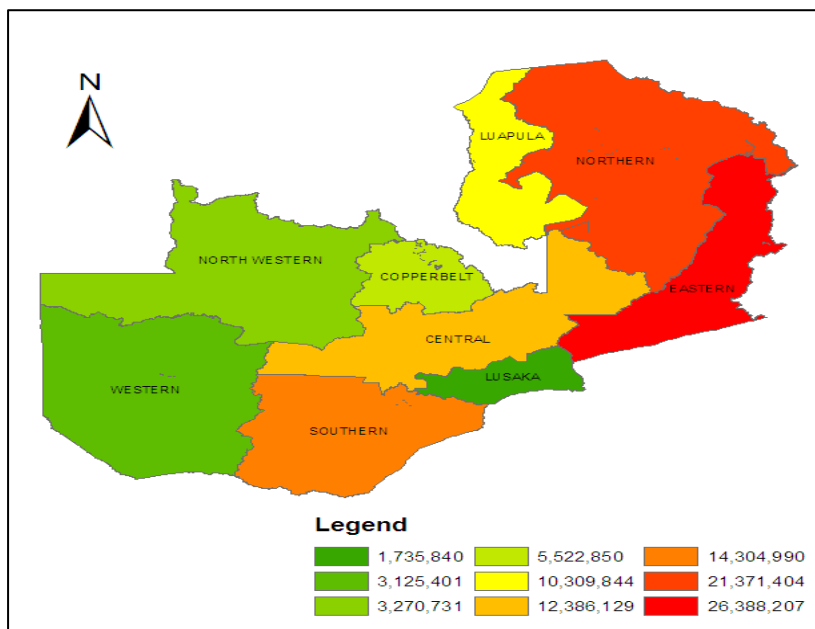 N
LUAPULA
NORTHERN
NORTH WESTERN
COPPERBELT
EASTERN
CENTRAL
LUSAKA
WESTERN
SOUTHERN
Legend
1,735,840 5,522,850 14,304,990
3,125,401 10,309,844 21,371,404
3,270,731 12,386,129 26,388,207